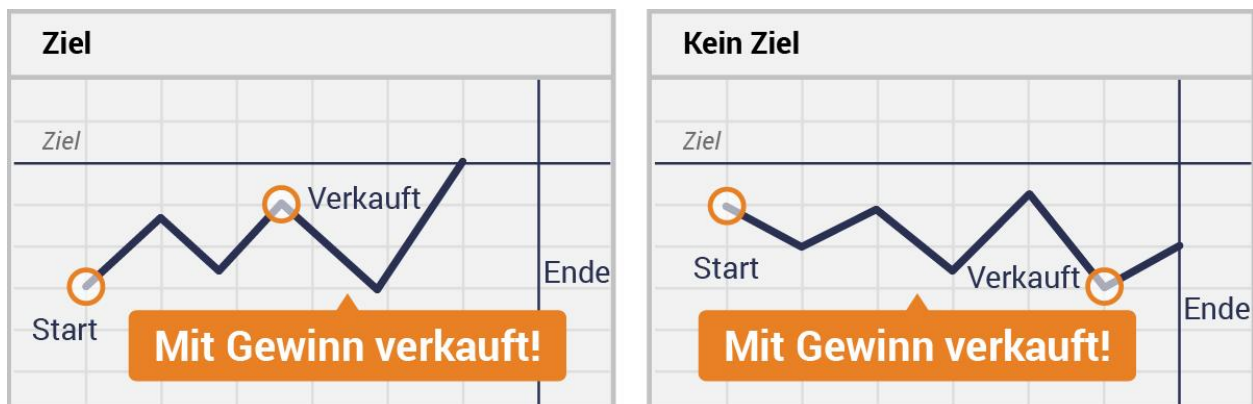 Ziel
Ziel
Verkauft
Ende
Start
Mit Gewinn verkauft!
Kein Ziel
Ziel
Start
Verkauft
Ende
Mit Gewinn verkauft!